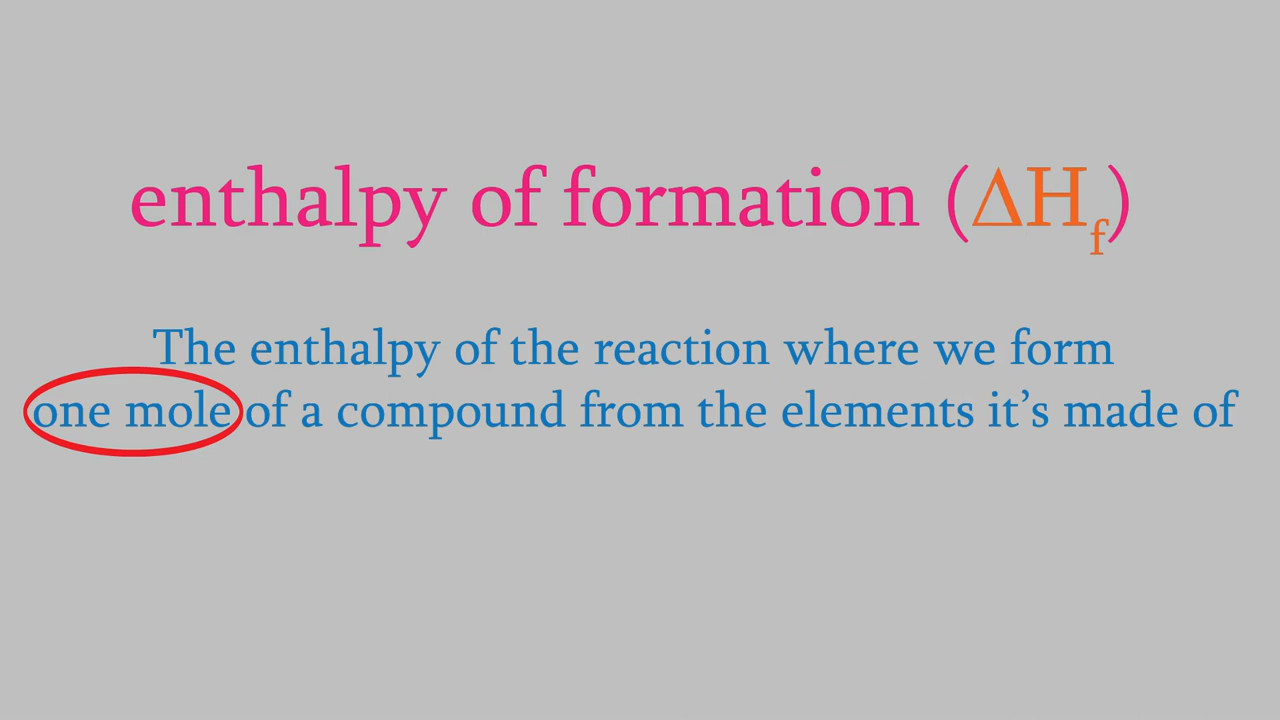 enthalpy of formation (ΔHf)
The enthalpy of the reaction where we form
one mole of a compound from the elements it’s made of